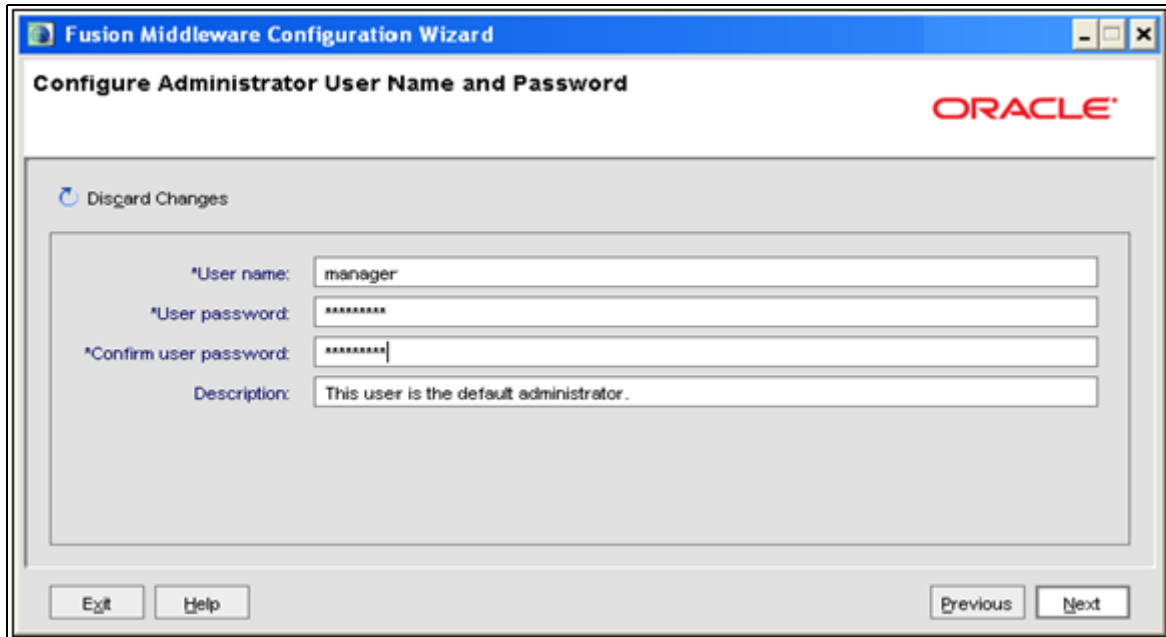 Fusion Middleware Configuration Wizard
Configure Administrator User Name and Password
ORACLE
Discard Changes
*User name: manager
*User password: *********
*Confirm user password: *********
Description: This user is the default administrator.
Exit Help Previous Next